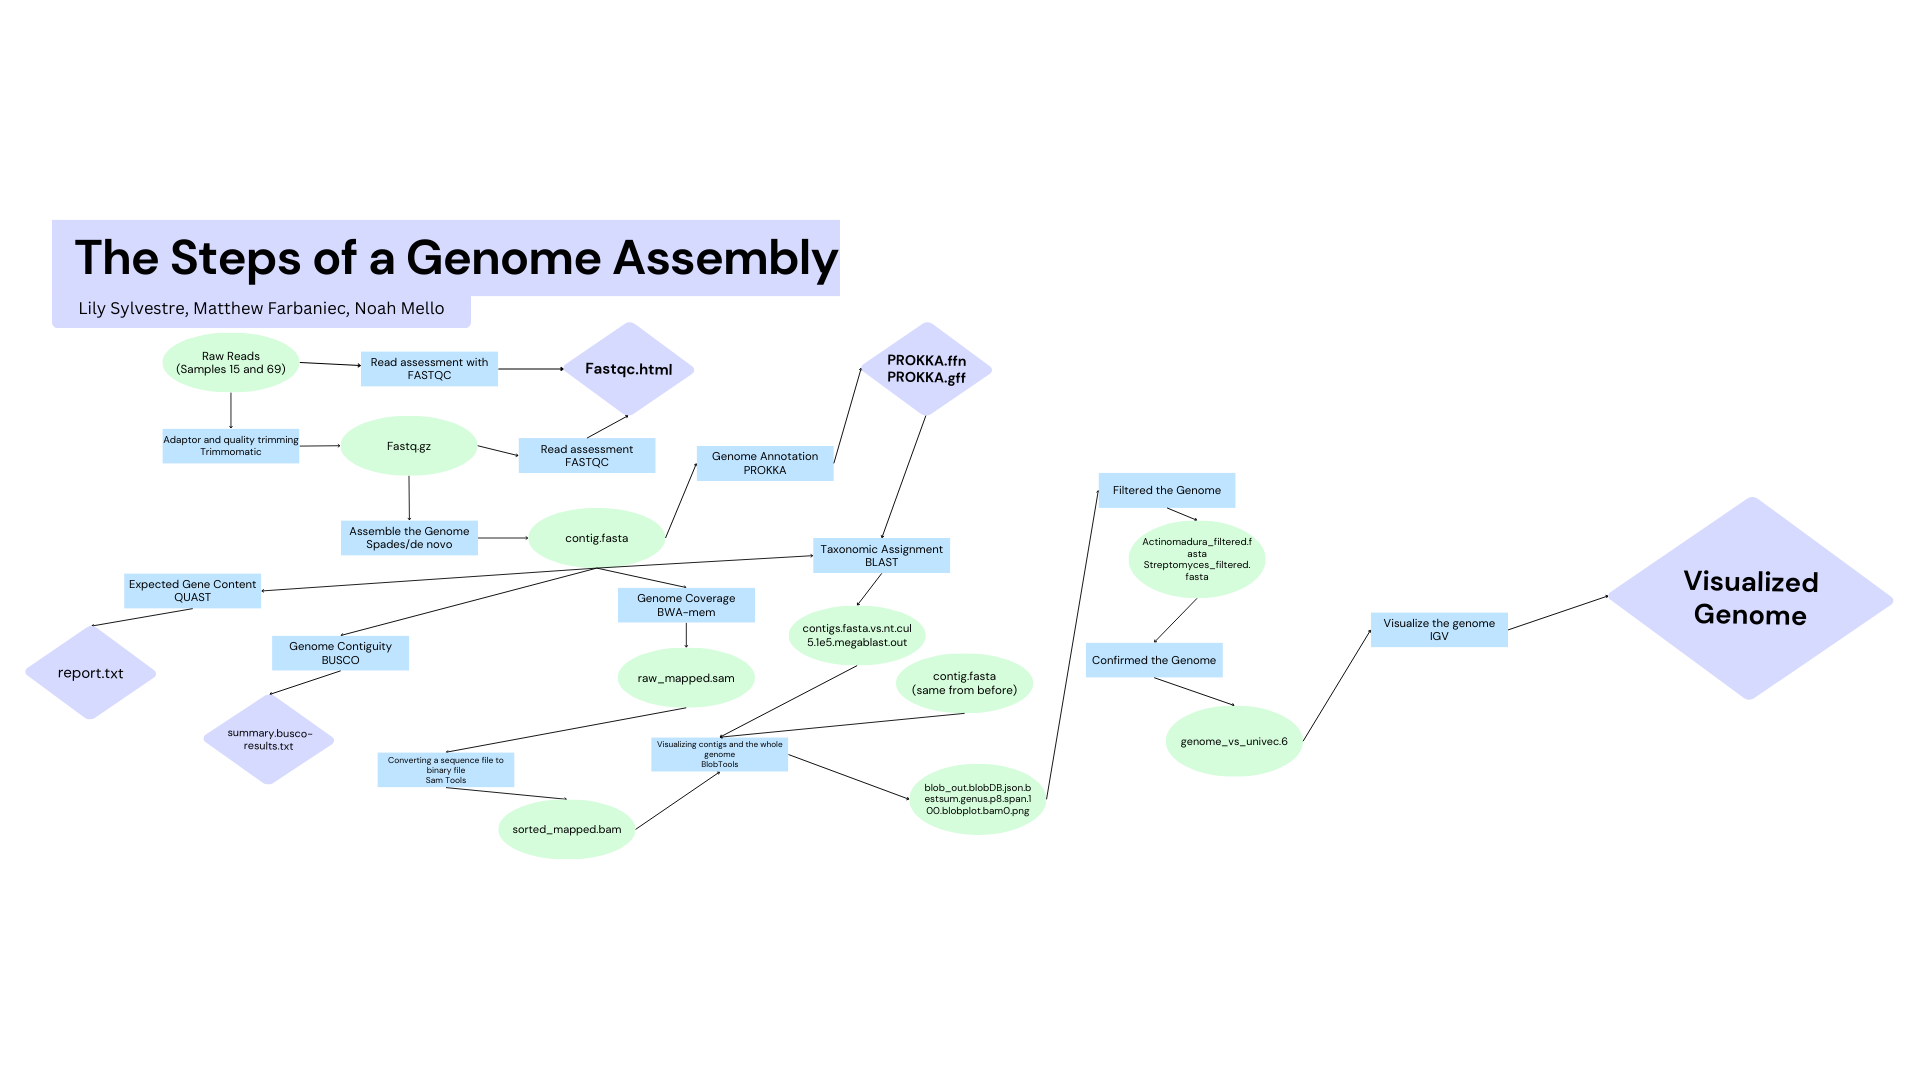 The Steps of a Genome Assembly
Lily Sylvestre, Matthew Farbaniec, Noah Mello
Raw Reads
(Samples 15 and 69)
Read assessment with
FASTQC
Fastqc.html
PROKKA.ffn
PROKKA.gff
Adaptor and quality trimming
Trimmomatic
Fastq.gz
Read assessment
FASTQC
Genome Annotation
PROKKA
Assemble the Genome
Spades/de novo
contig.fasta
Taxonomic Assignment
BLAST
Expected Gene Content
QUAST
report.txt
Genome Contiguity
BUSCO
summary.busco-
results.txt
Genome Coverage
BWA-mem
raw_mapped.sam
contigs.fasta.vs.nt.cul
5.1e5.megablast.out
contig.fasta
(same from before)
Converting a sequence file to
binary file
Sam Tools
sorted_mapped.bam
Visualizing contigs and the whole
genome
BlobTools
blob_out.blobDB.json.b
estsum.genus.p8.span.1
00.blobplot.bam0.png
Filtered the Genome
Actinomadura_filtered.f
asta
Streptomyces_filtered.
fasta
Confirmed the Genome
genome_vs_univec.6
Visualize the genome
IGV
Visualized
Genome